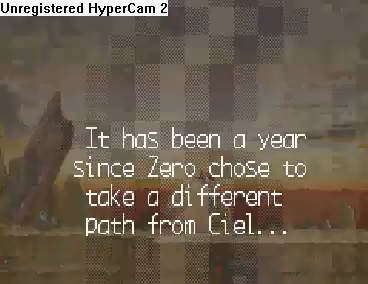 Unregistered HyperCam 2
It has been a year
since Zero chose to
take a different
path from Ciel...